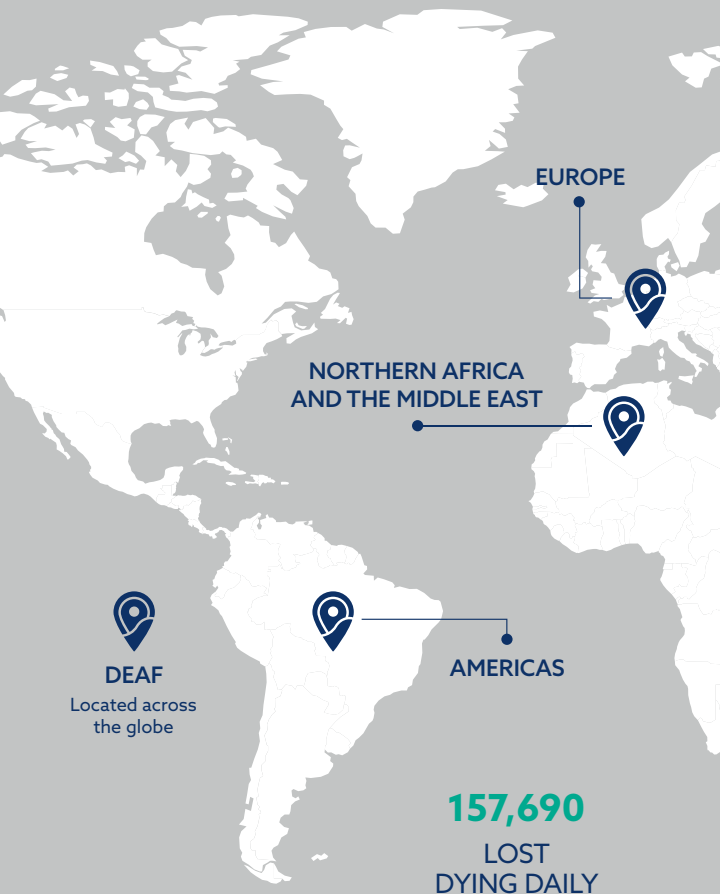 EUROPE
NORTHERN AFRICA
AND THE MIDDLE EAST
DEAF
Located across
the globe
AMERICAS
157,690
LOST
DYING DAILY